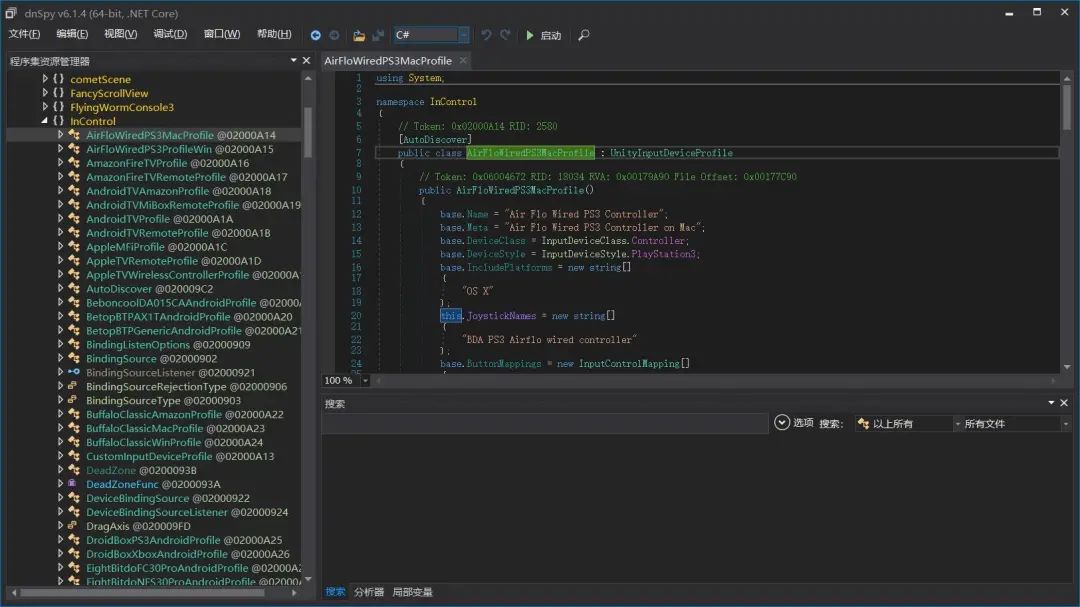 dnSpy v6.1.4 (64-bit, .NET Core)
文件(F) 编辑(E) 视图(V) 调试(D) 窗口(W) 帮助(H) C# 启动
程序集资源管理器
{ } cometScene
{ } FancyScrollView
{ } FlyingWormConsole3
{ } InControl
AirFloWiredPS3MacProfile @02000A14
AirFloWiredPS3ProfileWin @02000A15
AmazonFireTVProfile @02000A16
AmazonFireTVRemoteProfile @02000A17
AndroidTVAmazonProfile @02000A18
AndroidTVMiBoxRemoteProfile @02000A19
AndroidTVProfile @02000A1A
AndroidTVRemoteProfile @02000A1B
AppleMFiProfile @02000A1C
AppleTVRemoteProfile @02000A1D
AppleTVWirelessControllerProfile @02000A1
AutoDiscover @020009C2
BeboncoolDA015CAAndroidProfile @02000
BetopBTPAX1TAndroidProfile @02000A20
BetopBTPGenericAndroidProfile @02000A21
BindingListenOptions @02000909
BindingSource @02000902
BindingSourceListener @02000921
BindingSourceRejectionType @02000906
BindingSourceType @02000903
BuffaloClassicAmazonProfile @02000A22
BuffaloClassicMacProfile @02000A23
BuffaloClassicWinProfile @02000A24
CustomInputDeviceProfile @02000A13
DeadZone @0200093B
DeadZoneFunc @0200093A
DeviceBindingSource @02000922
DeviceBindingSourceListener @02000924
DragAxis @020009FD
DroidBoxPS3AndroidProfile @02000A25
DroidBoxXboxAndroidProfile @02000A26
EightBitdoFC30ProAndroidProfile @02000A2
EightBitdoNES30ProAndroidProfile @02000
AirFloWiredPS3MacProfile
1 using System;
2
3 namespace InControl
4 {
5 // Token: 0x02000A14 RID: 2580
6 [AutoDiscover]
7 public class AirFloWiredPS3MacProfile : UnityInputDeviceProfile
8 {
9 // Token: 0x06004672 RID: 18034 RVA: 0x00179A90 File Offset: 0x00177C90
10 public AirFloWiredPS3MacProfile()
11 {
12 base.Name = "Air Flo Wired PS3 Controller";
13 base.Meta = "Air Flo Wired PS3 Controller on Mac";
14 base.DeviceClass = InputDeviceClass.Controller;
15 base.DeviceStyle = InputDeviceStyle.PlayStation3;
16 base.IncludePlatforms = new string[]
17 {
18 "OS X"
19 };
20 this.JoystickNames = new string[]
21 {
22 "BDA PS3 Airflo wired controller"
23 };
24 base.ButtonMappings = new InputControlMapping[]
25 {
100 %
搜索
选项 搜索: 以上所有 所有文件
搜索 分析器 局部变量